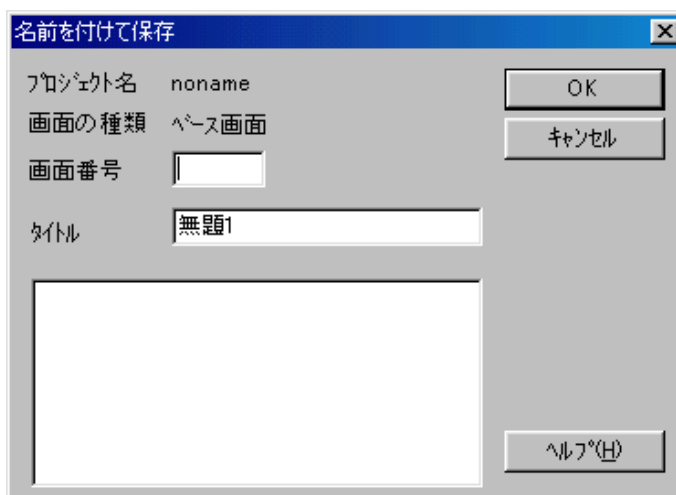 名前を付けて保存
ﾌﾟﾛｼﾞｪｸﾄ名 noname
OK
画面の種類 ﾍﾞｰｽ画面
ｷｬﾝｾﾙ
画面番号
ﾀｲﾄﾙ 無題1
ﾍﾙﾌﾟ(H)